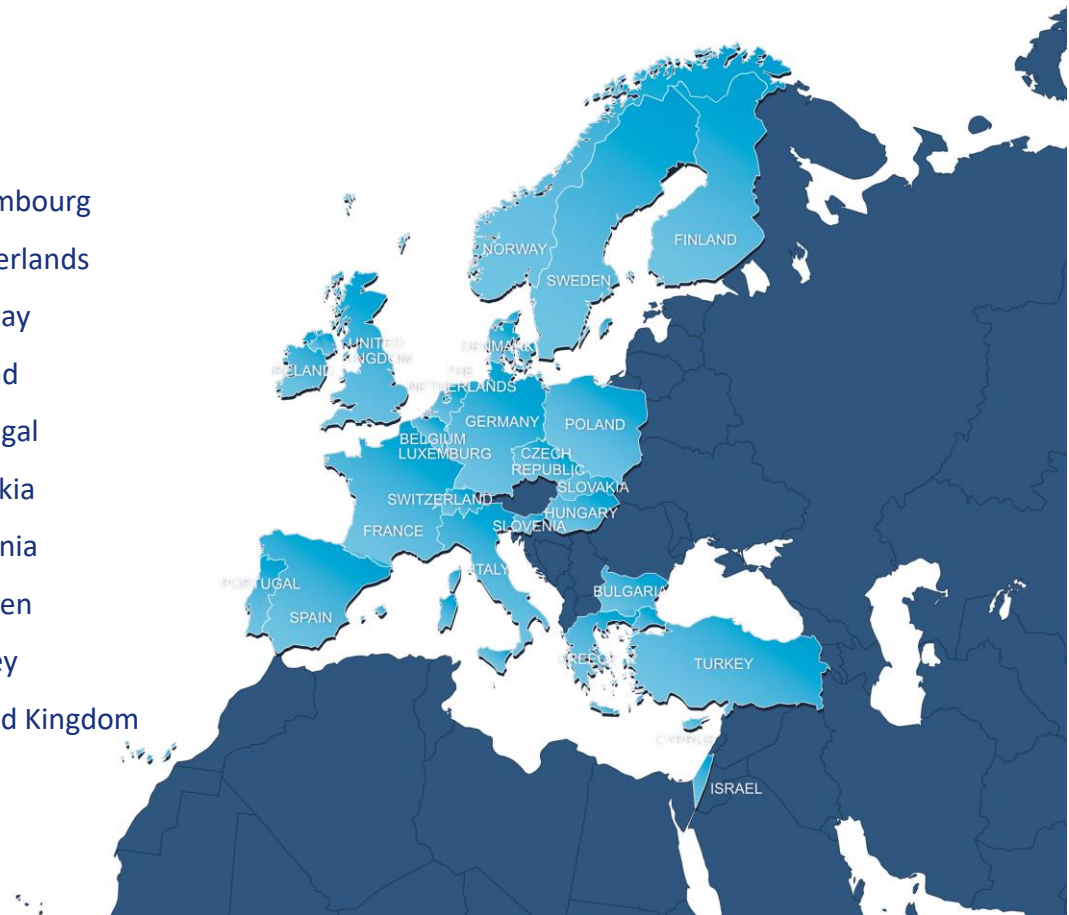 mbourg
erlands
ay
d
gal
kia
nia
en
ey
d Kingdom
NORWAY
FINLAND
SWEDEN
UNITED
KINGDOM
DENMARK
IRELAND
THE
NETHERLANDS
GERMANY
POLAND
BELGIUM
LUXEMBURG
CZECH
REPUBLIC
SLOVAKIA
SWITZERLAND
HUNGARY
SLOVENIA
FRANCE
ITALY
PORTUGAL
BULGARIA
SPAIN
GREECE
TURKEY
CYPRUS
ISRAEL